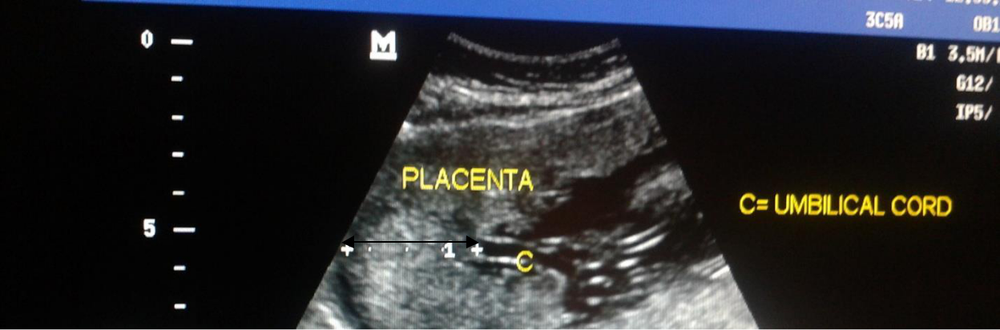 3C5A
OB1
0
M
B1 3.5M/
G12/
IP5/
PLACENTA
C= UMBILICAL CORD
5
1
C